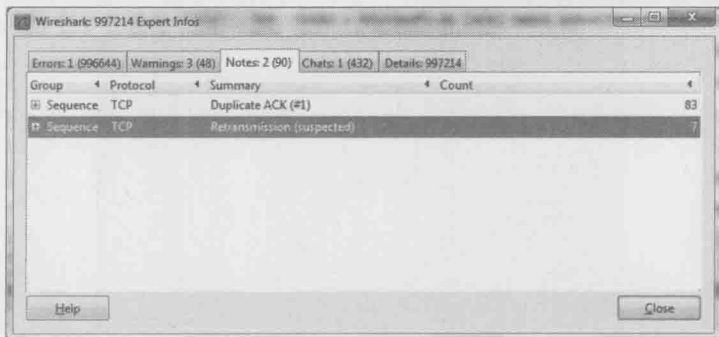 Wireshark: 997214 Expert Infos
Errors: 1 (996644) Warnings: 3 (48) Notes: 2 (90) Chats: 1 (432) Details: 997214
Group Protocol Summary Count
Sequence TCP Duplicate ACK (#1) 83
Sequence TCP Retransmission (suspected) 7
Help Close